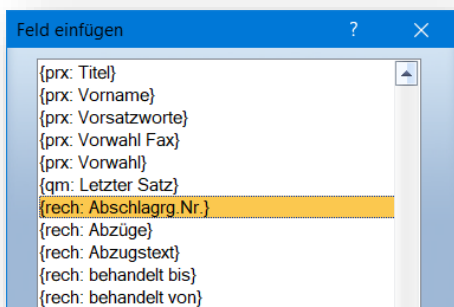 Feld einfügen ? ×
{prx: Titel}
{prx: Vorname}
{prx: Vorsatzworte}
{prx: Vorwahl Fax}
{prx: Vorwahl}
{qm: Letzter Satz}
{rech: Abschlagrg.Nr.}
{rech: Abzüge}
{rech: Abzugstext}
{rech: behandelt bis}
{rech: behandelt von}